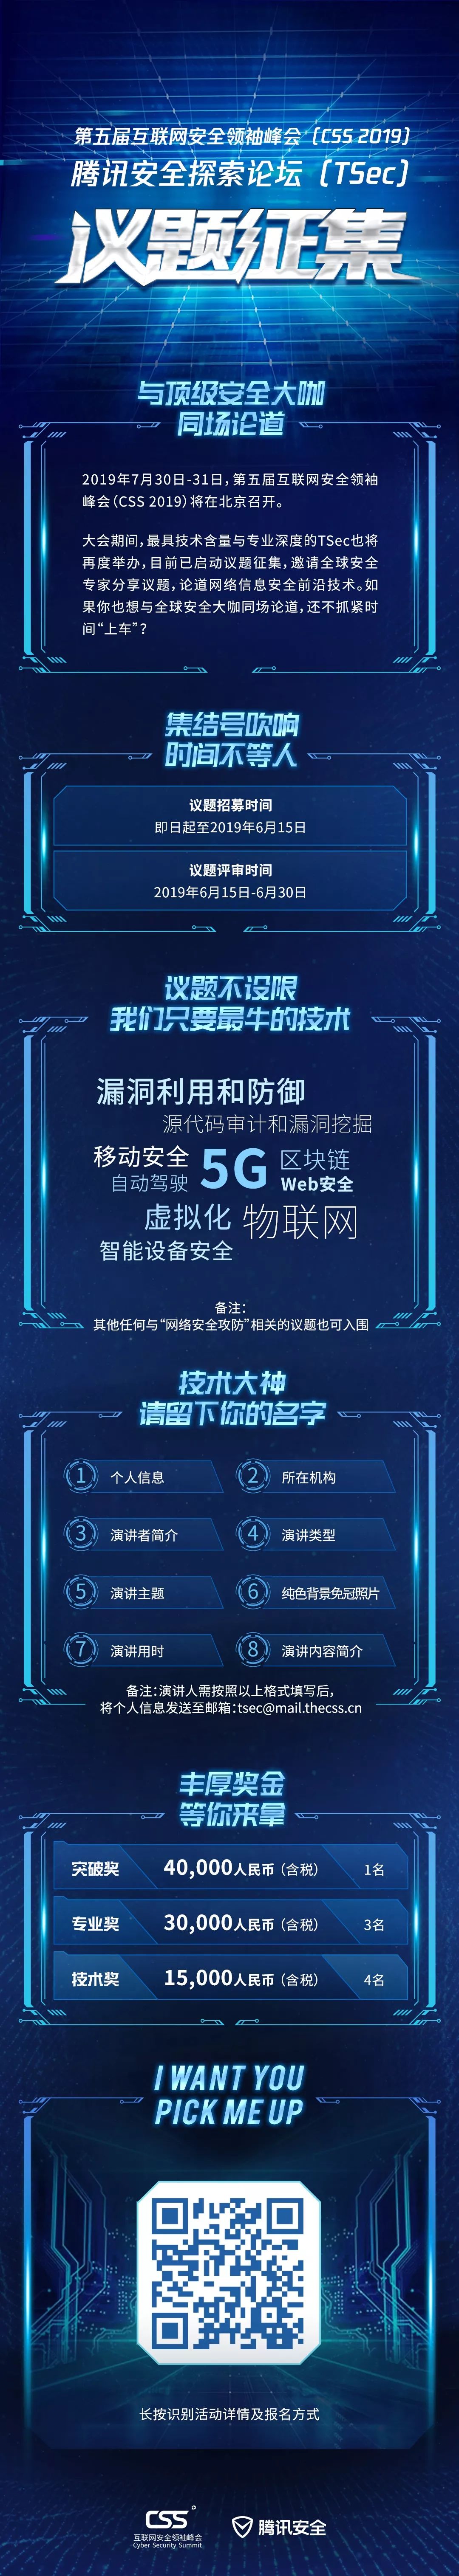 第五届互联网安全领袖峰会（CSS 2019）
腾讯安全探索论坛（TSec）
议题征集
与顶级安全大咖
同场论道
2019年7月30日-31日，第五届互联网安全领袖
峰会（CSS 2019）将在北京召开。
大会期间，最具技术含量与专业深度的TSec也将
再度举办，目前已启动议题征集，邀请全球安全
专家分享议题，论道网络信息安全前沿技术。如
果你也想与全球安全大咖同场论道，还不抓紧时
间“上车”？
集结号吹响
时间不等人
议题招募时间
即日起至2019年6月15日
议题评审时间
2019年6月15日-6月30日
议题不设限
我们只要最牛的技术
漏洞利用和防御
源代码审计和漏洞挖掘
移动安全 5G 区块链
自动驾驶 Web安全
虚拟化 物联网
智能设备安全
备注：
其他任何与“网络安全攻防”相关的议题也可入围
技术大神
请留下你的名字
1 个人信息 2 所在机构
3 演讲者简介 4 演讲类型
5 演讲主题 6 纯色背景免冠照片
7 演讲用时 8 演讲内容简介
备注：演讲人需按照以上格式填写后，
将个人信息发送至邮箱：tsec@mail.thecss.cn
丰厚奖金
等你来拿
突破奖 40,000人民币（含税） 1名
专业奖 30,000人民币（含税） 3名
技术奖 15,000人民币（含税） 4名
I WANT YOU
PICK ME UP
长按识别活动详情及报名方式
CSS
互联网安全领袖峰会
Cyber Security Summit
腾讯安全